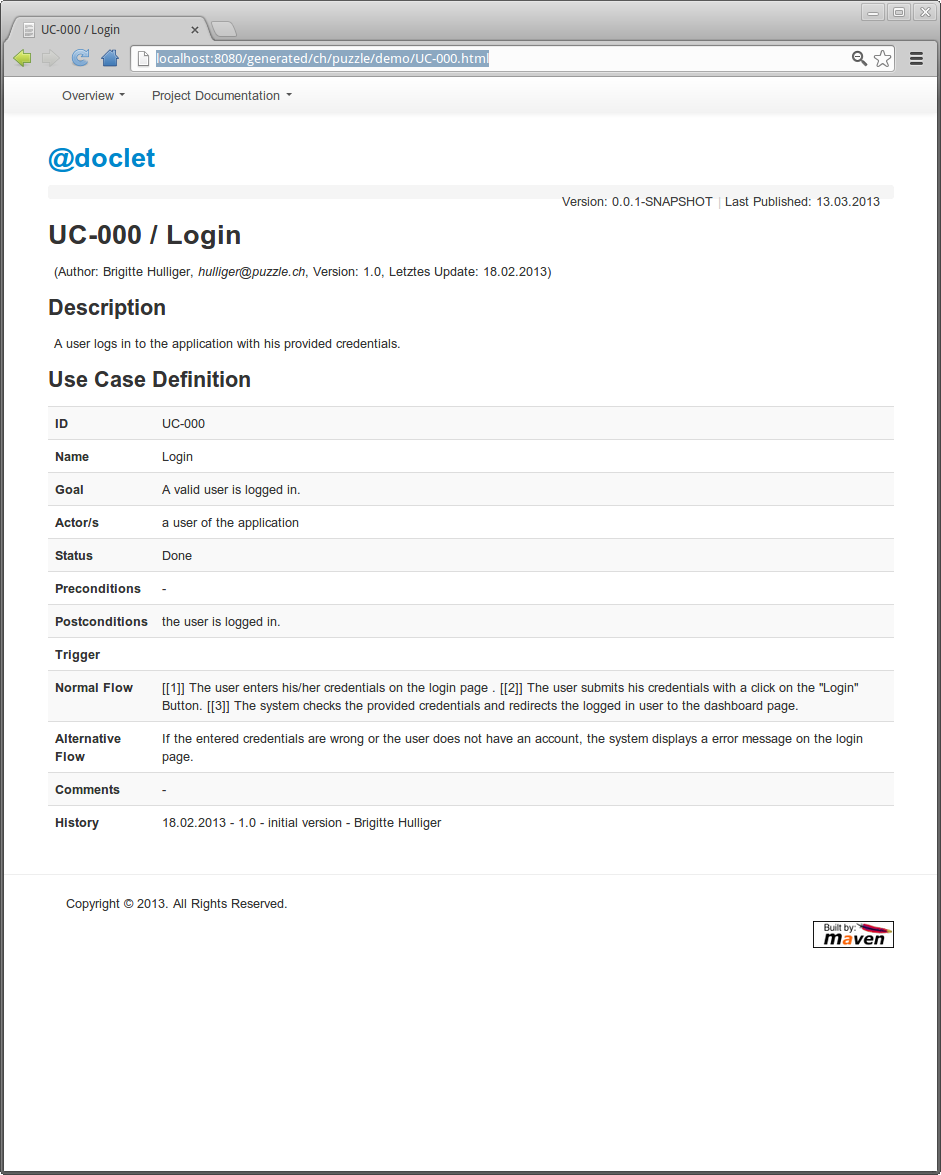 UC-000 / Login
localhost:8080/generated/ch/puzzle/demo/UC-000.html
Overview Project Documentation
@doclet
Version: 0.0.1-SNAPSHOT | Last Published: 13.03.2013
UC-000 / Login
(Author: Brigitte Hulliger, hulliger@puzzle.ch, Version: 1.0, Letztes Update: 18.02.2013)
Description
A user logs in to the application with his provided credentials.
Use Case Definition
ID UC-000
Name Login
Goal A valid user is logged in.
Actor/s a user of the application
Status Done
Preconditions -
Postconditions the user is logged in.
Trigger
Normal Flow [[1]] The user enters his/her credentials on the login page . [[2]] The user submits his credentials with a click on the "Login"
Button. [[3]] The system checks the provided credentials and redirects the logged in user to the dashboard page.
Alternative If the entered credentials are wrong or the user does not have an account, the system displays a error message on the login
Flow page.
Comments -
History 18.02.2013 - 1.0 - initial version - Brigitte Hulliger
Copyright © 2013. All Rights Reserved.
Built by:
maven